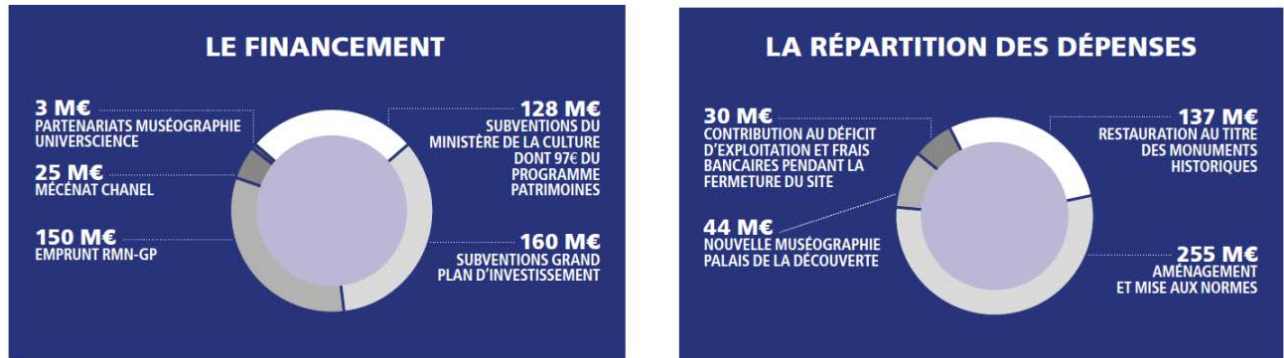 LE FINANCEMENT
3 M€
PARTENARIATS MUSÉOGRAPHIE
UNIVERSCIENCE
25 M€
MÉCÉNAT CHANEL
150 M€
EMPRUNT RMN-GP
128 M€
SUBVENTIONS DU
MINISTÈRE DE LA CULTURE
DONT 97€ DU
PROGRAMME
PATRIMOINES
160 M€
SUBVENTIONS GRAND
PLAN D'INVESTISSEMENT
LA RÉPARTITION DES DÉPENSES
30 M€
CONTRIBUTION AU DÉFICIT
D'EXPLOITATION ET FRAIS
BANCAIRES PENDANT LA
FERMETURE DU SITE
44 M€
NOUVELLE MUSÉOGRAPHIE
PALAIS DE LA DÉCOUVERTE
137 M€
RESTAURATION AU TITRE
DES MONUMENTS
HISTORIQUES
255 M€
AMÉNAGEMENT
ET MISE AUX NORMES